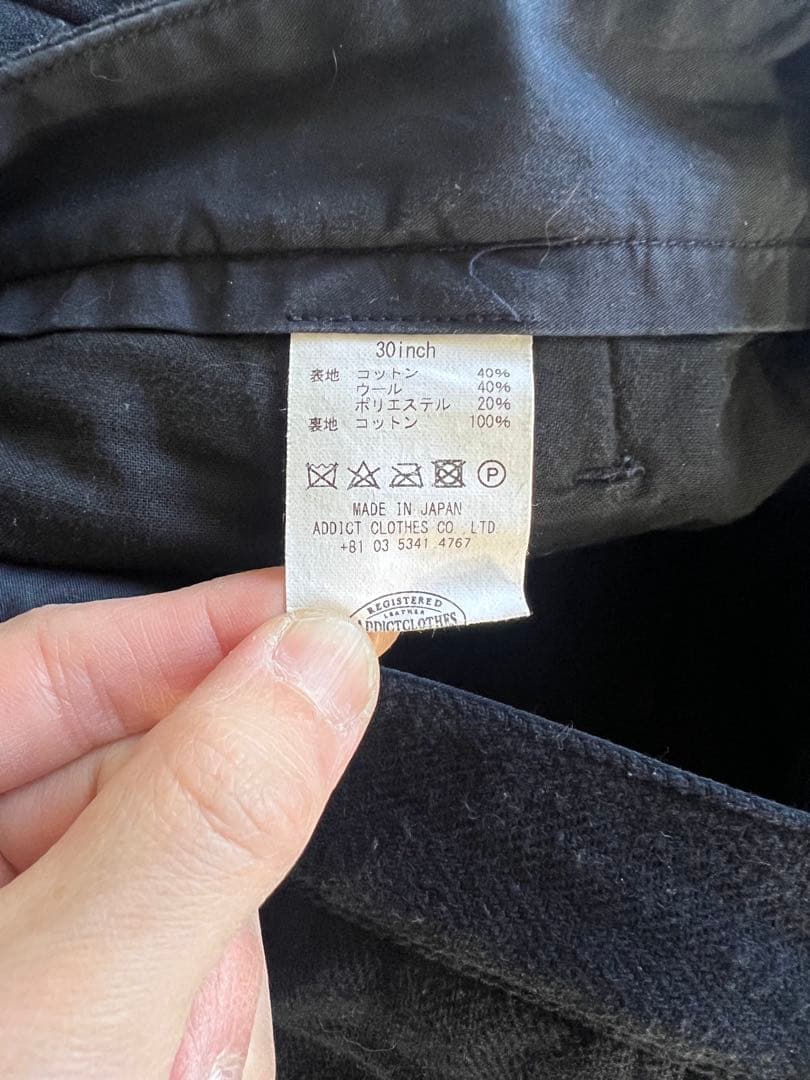 30inch
表地 コットン 40%
ウール 40%
ポリエステル 20%
裏地 コットン 100%
P
MADE IN JAPAN
ADDICT CLOTHES CO LTD
+81 03 5341 4767
REGISTERED
LEATHER
ADDICTCLOTHES